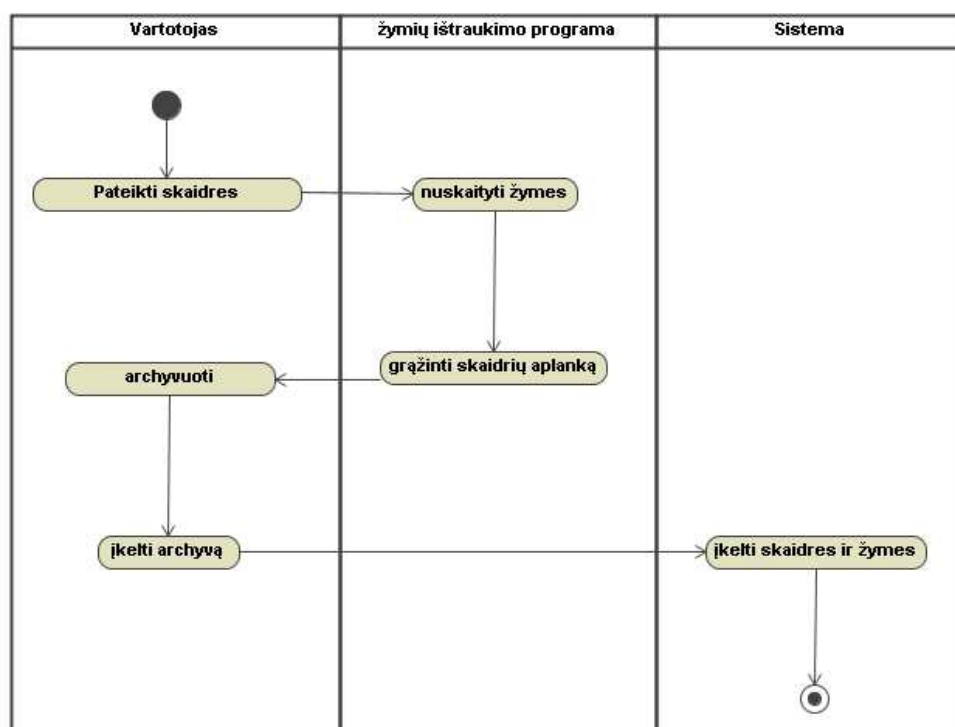 Vartotojas
žymių ištraukimo programa
Sistema
Pateikti skaidres
nuskaityti žymes
grąžinti skaidrių aplanką
archyvuoti
įkelti archyvą
įkelti skaidres ir žymes